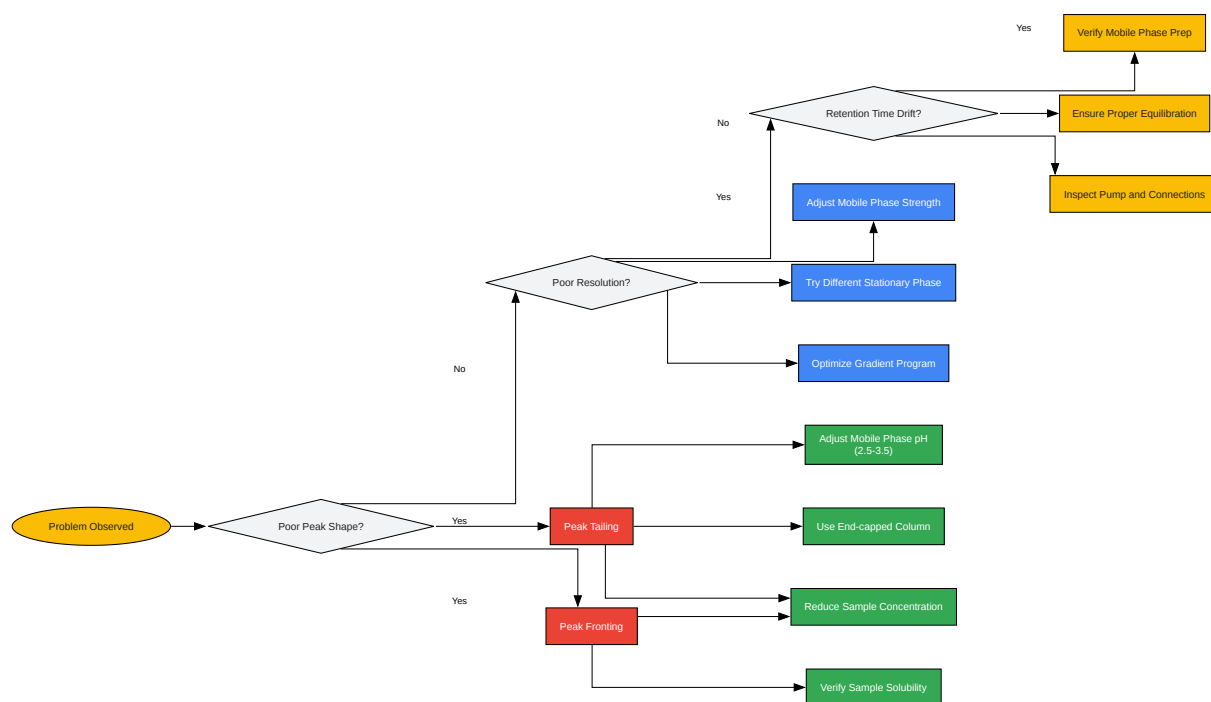 Yes
Verify Mobile Phase Prep
Retention Time Drift?
Ensure Proper Equilibration
No
Inspect Pump and Connections
Yes
Adjust Mobile Phase Strength
Poor Resolution?
Try Different Stationary Phase
Optimize Gradient Program
No
Adjust Mobile Phase pH
(2.5-3.5)
Problem Observed
Poor Peak Shape?
Yes
Peak Tailing
Use End-capped Column
Yes
Reduce Sample Concentration
Peak Fronting
Verify Sample Solubility